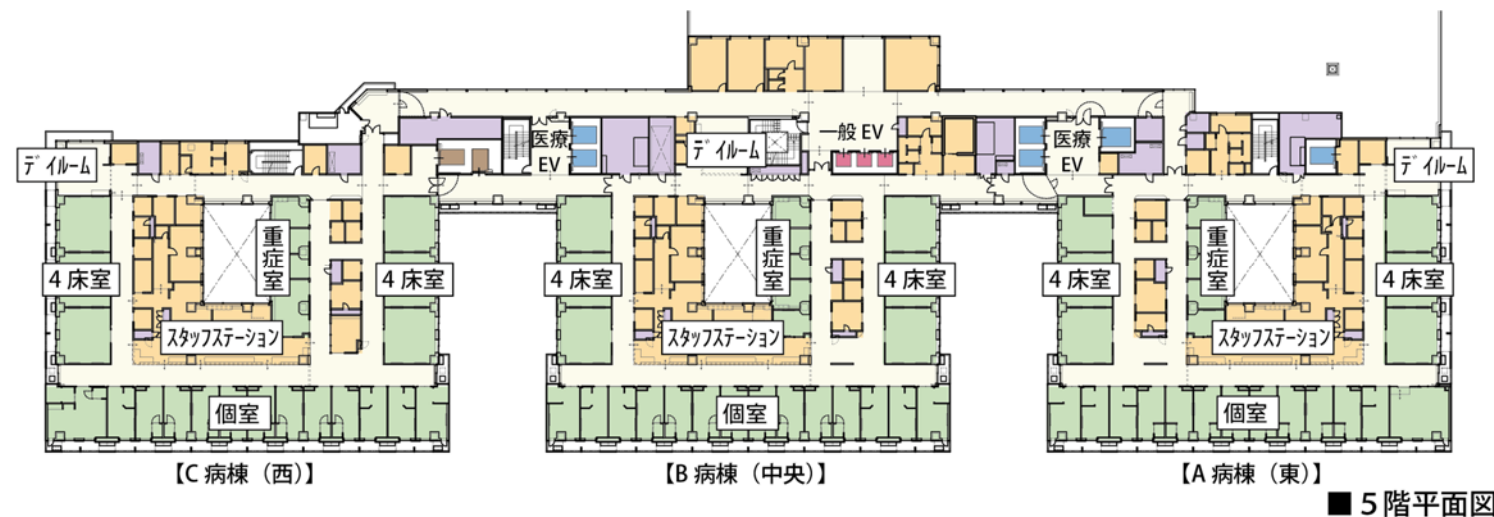 医療
EV
デイルーム
一般 EV
医療
EV
デイルーム
デイルーム
重症室
重症室
重症室
4 床室
4 床室
4 床室
4 床室
4 床室
4 床室
スタッフステーション
スタッフステーション
スタッフステーション
個室
個室
個室
【C 病棟（西）】
【B 病棟（中央）】
【A 病棟（東）】
■ 5 階平面図